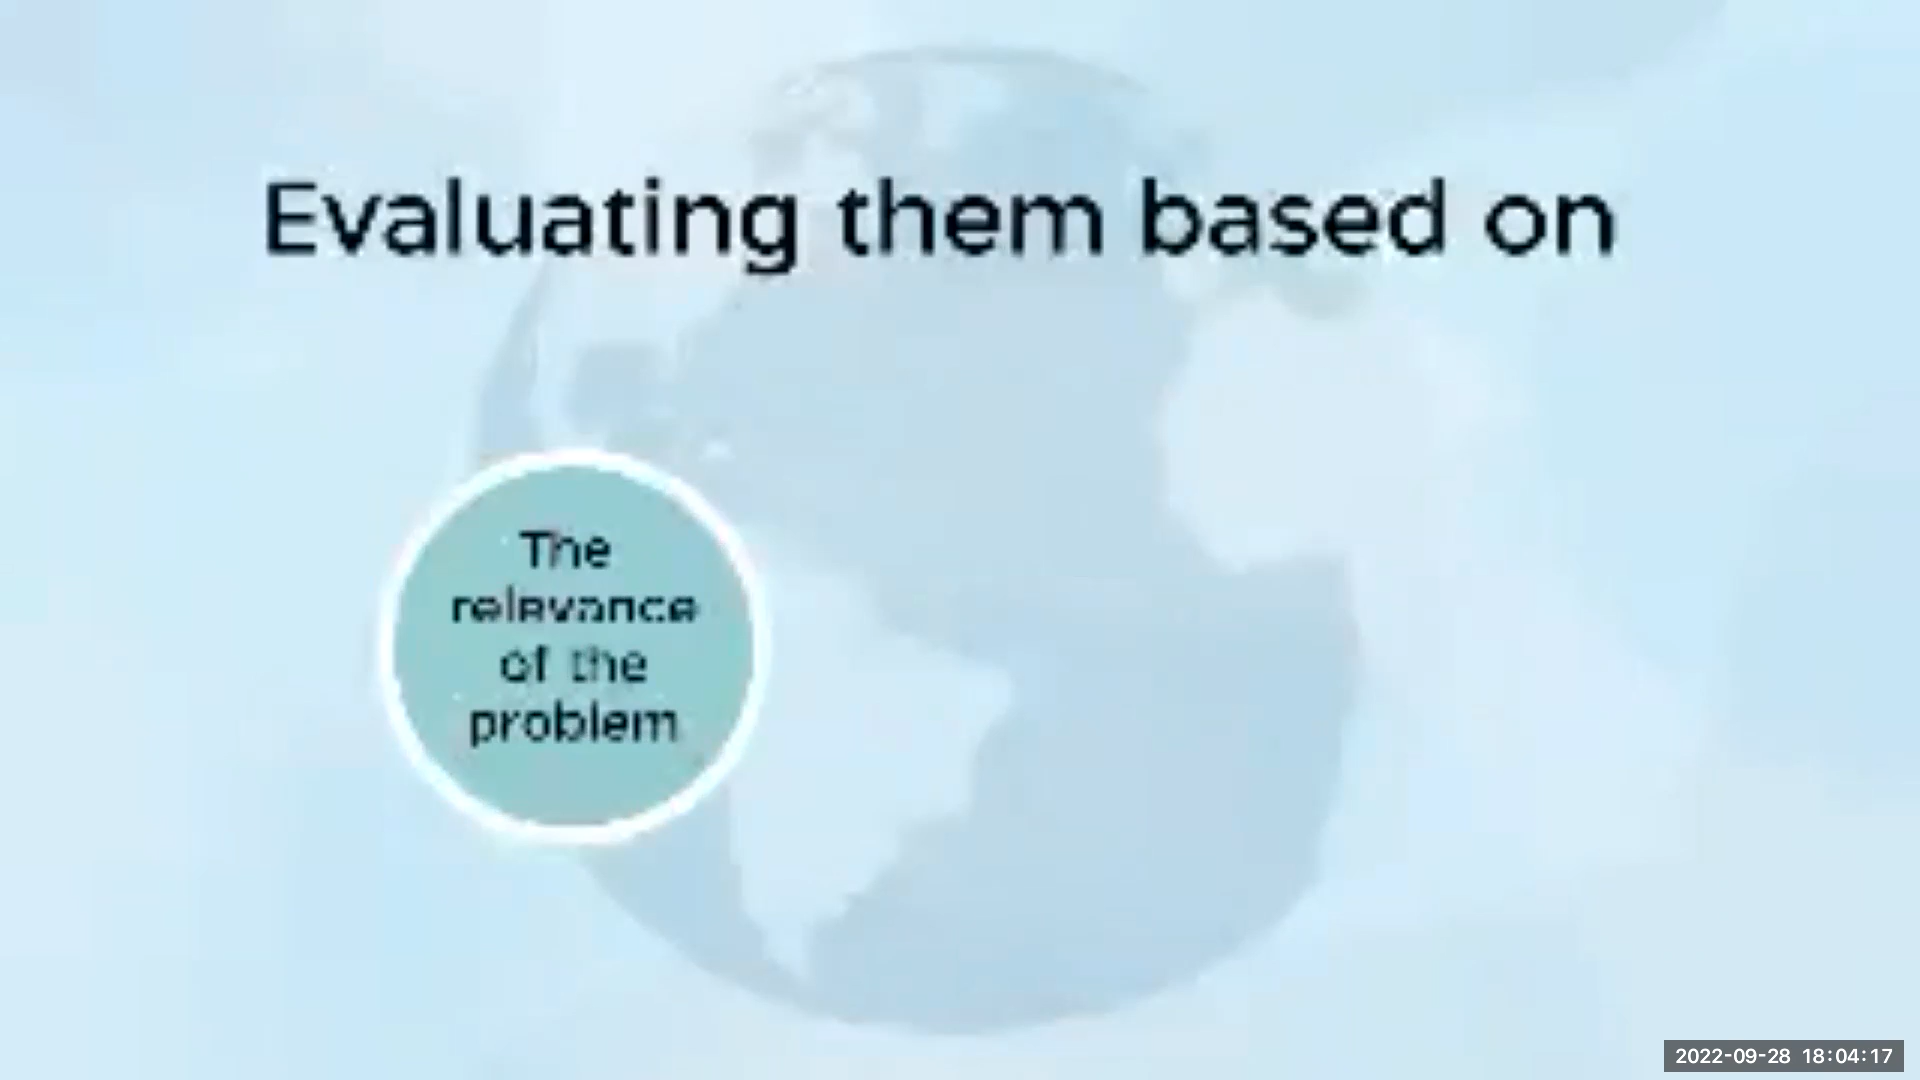 Evaluating them based on
The
relevance
of the
problem
2022-09-28 18:04:17